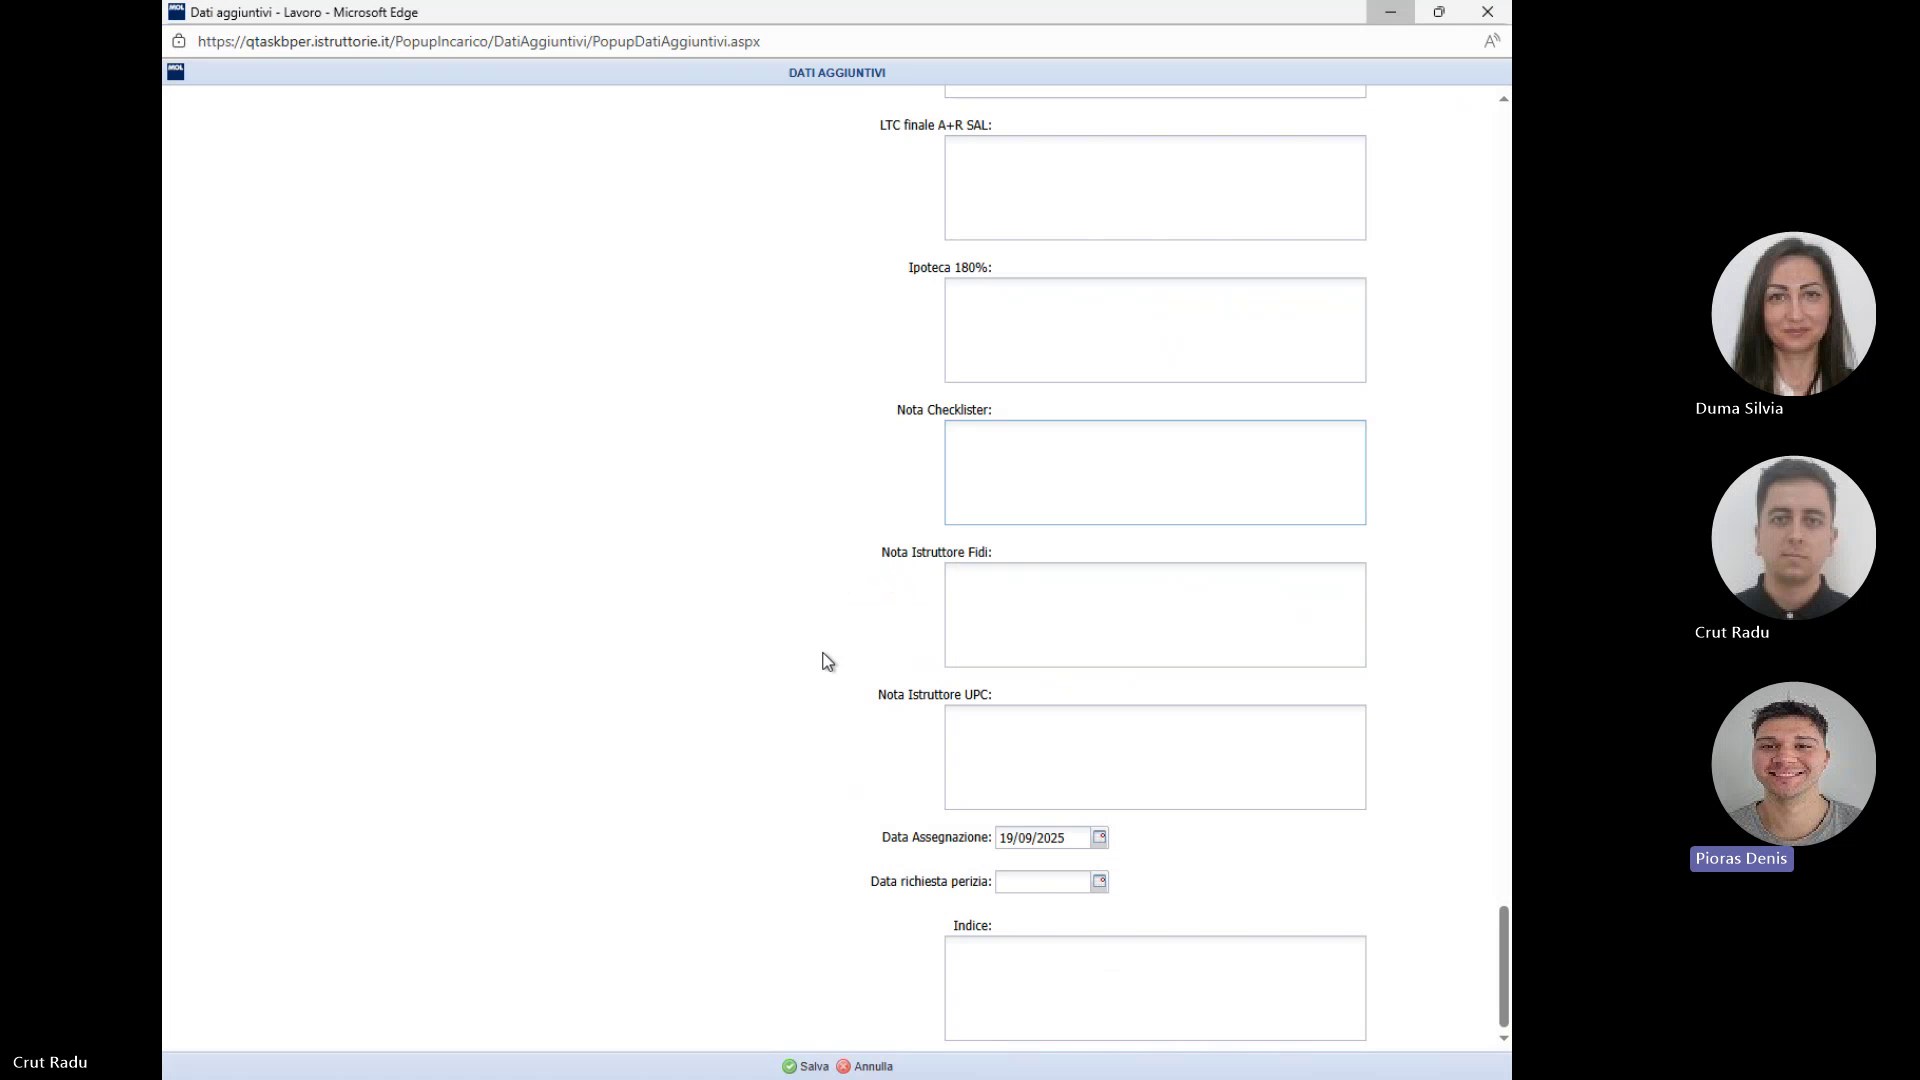 MOL Dati aggiuntivi - Lavoro - Microsoft Edge
https://qtaskbper.istruttorie.it/PopupIncarico/DatiAggiuntivi/PopupDatiAggiuntivi.aspx
MOL DATI AGGIUNTIVI
LTC finale A+R SAL:
Ipoteca 180%:
Nota Checklister:
Nota Istruttore Fidi:
Nota Istruttore UPC:
Data Assegnazione: 19/09/2025
Data richiesta perizia:
Indice:
Salva Annulla
Duma Silvia
Crut Radu
Pioras Denis
Crut Radu